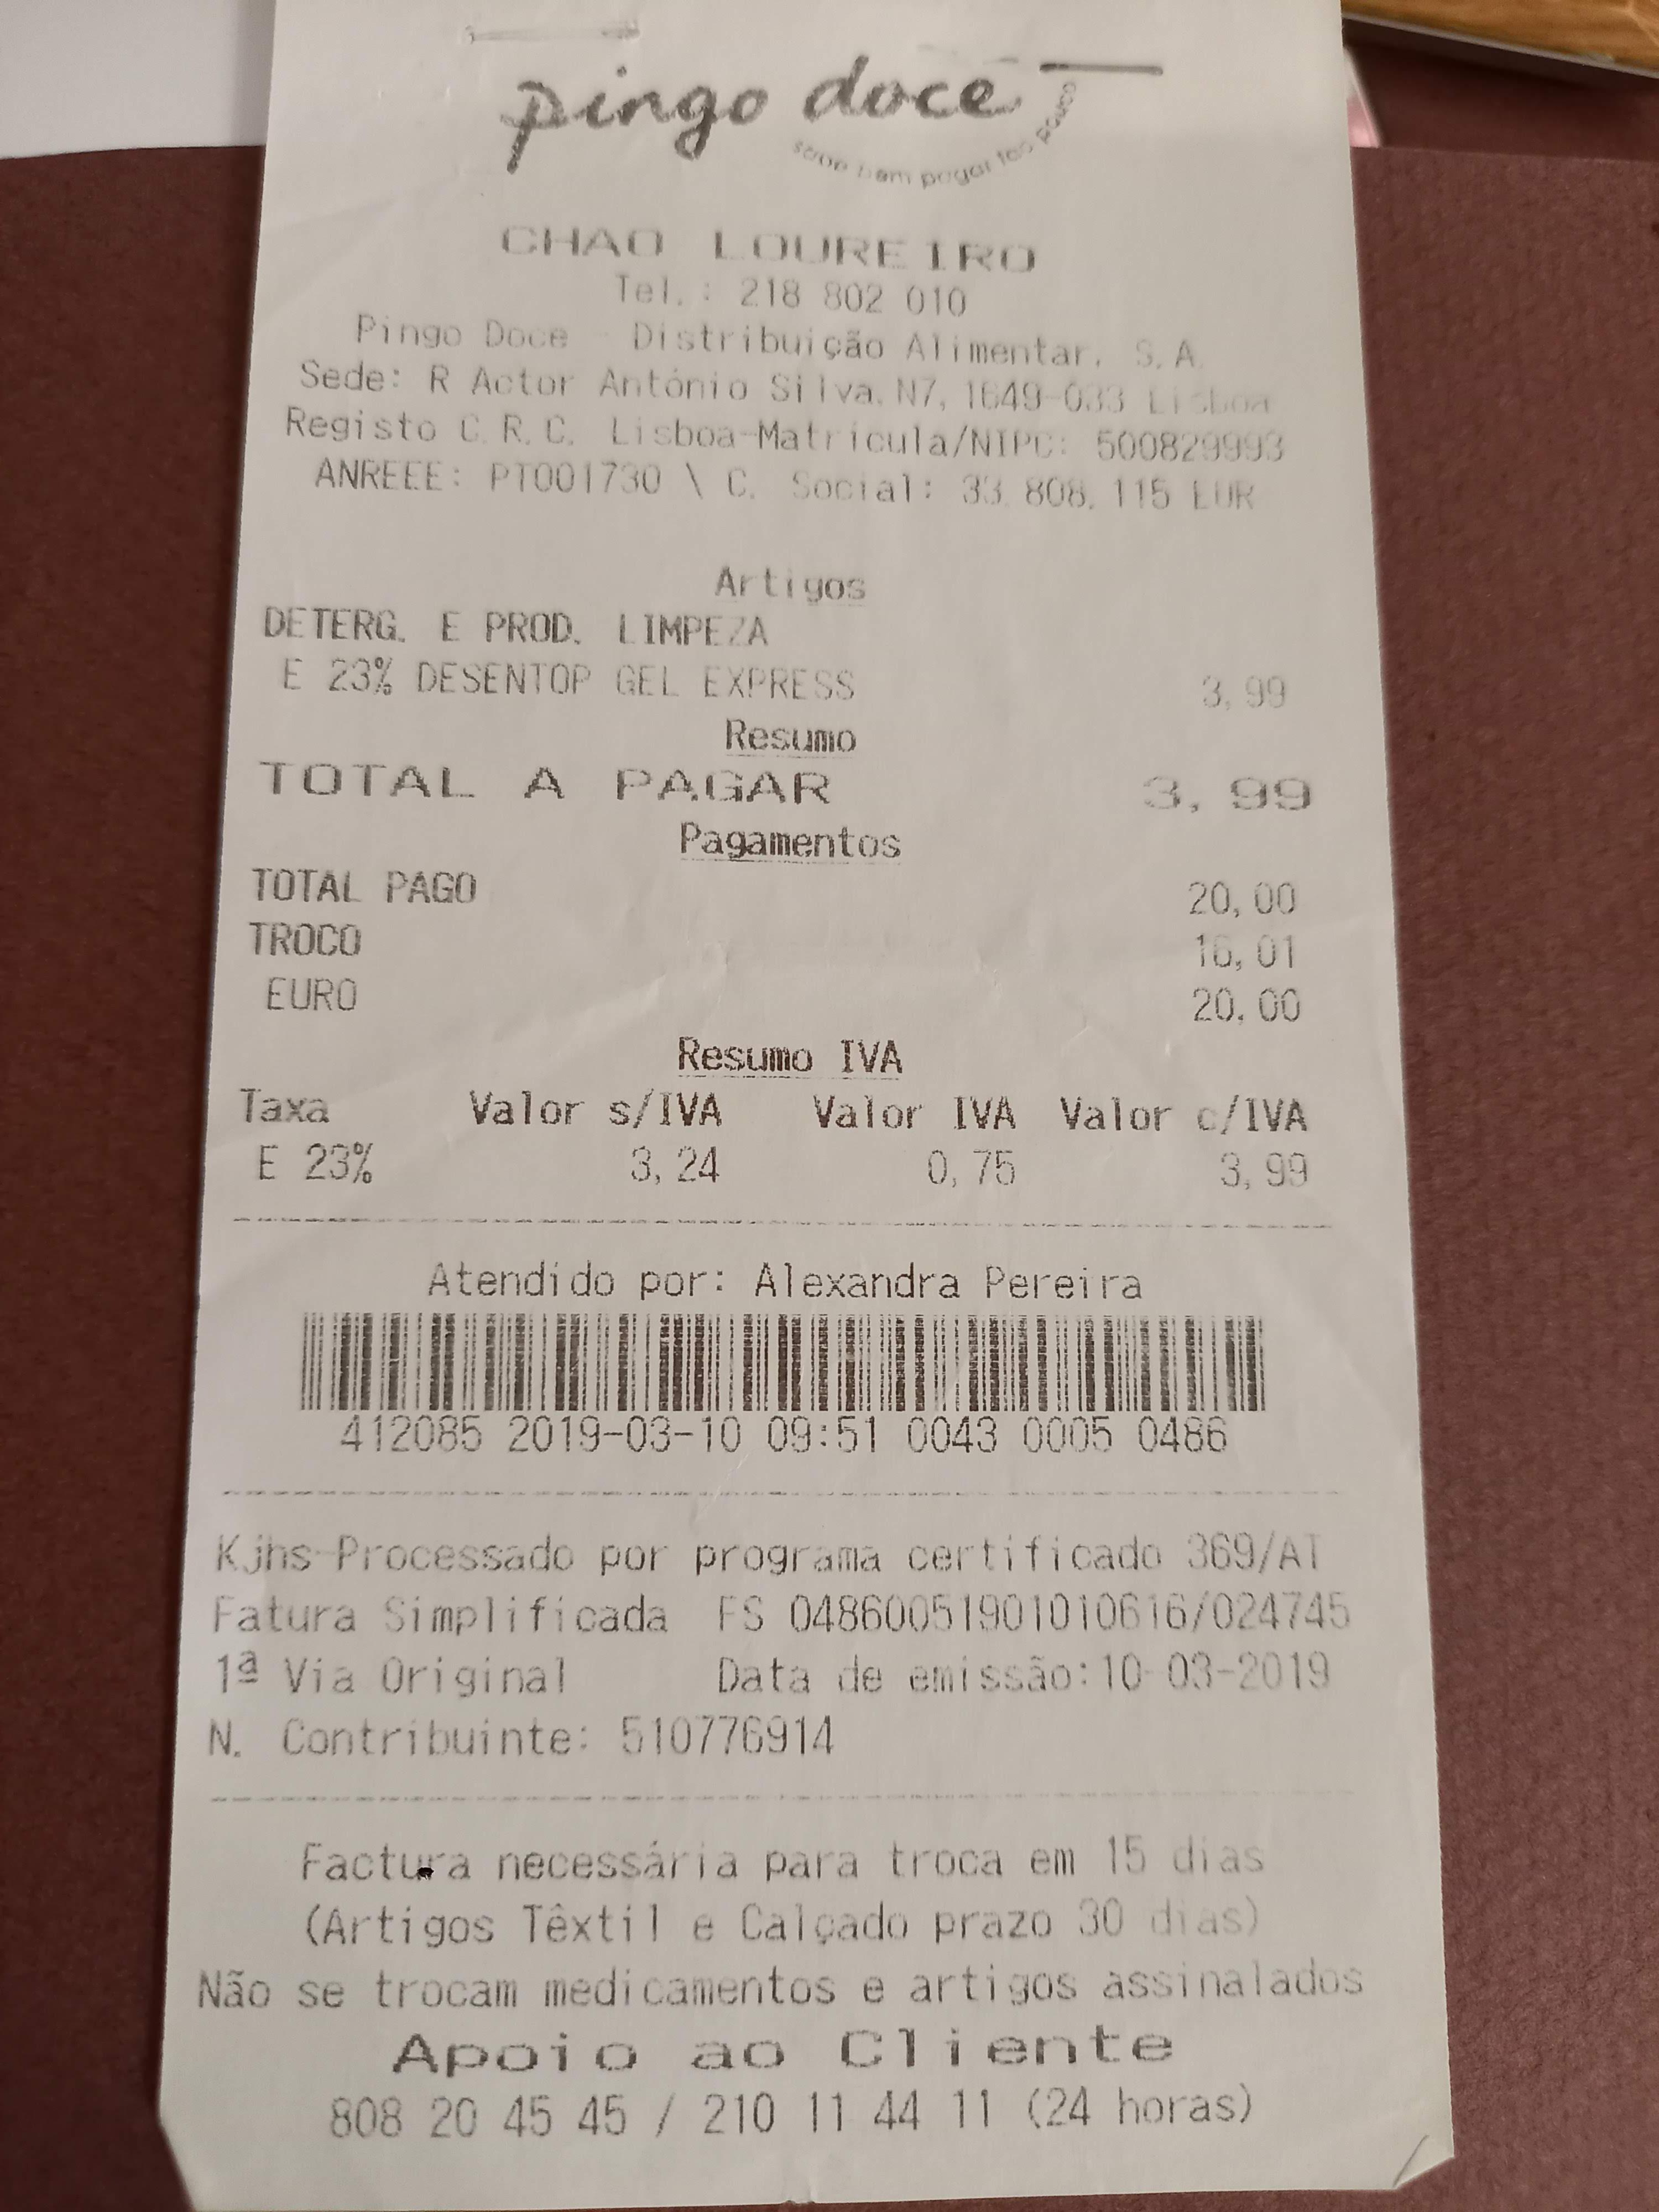 pingo doce
sabe bem pagar tão pouco
CHAO LOUREIRO
Tel.: 218 802 010
Pingo Doce - Distribuição Alimentar, S.A.
Sede: R Actor António Silva, N7, 1649-033 Lisboa
Registo C.R.C. Lisboa-Matrícula/NIPC: 500829993
ANREEE: PT001730 \ C. Social: 33.808.115 EUR
Artigos
DETERG. E PROD. LIMPEZA
E 23% DESENTOP GEL EXPRESS 3,99
Resumo
TOTAL A PAGAR 3,99
Pagamentos
TOTAL PAGO 20,00
TROCO 16,01
EURO 20,00
Resumo IVA
Taxa Valor s/IVA Valor IVA Valor c/IVA
E 23% 3,24 0,75 3,99
Atendido por: Alexandra Pereira
412085 2019-03-10 09:51 0043 0005 0486
Kjhs-Processado por programa certificado 369/AT
Fatura Simplificada FS 04860051901010616/024745
1ª Via Original Data de emissão:10-03-2019
N. Contribuinte: 510776914
Factura necessária para troca em 15 dias
(Artigos Têxtil e Calçado prazo 30 dias)
Não se trocam medicamentos e artigos assinalados
Apoio ao Cliente
808 20 45 45 / 210 11 44 11 (24 horas)